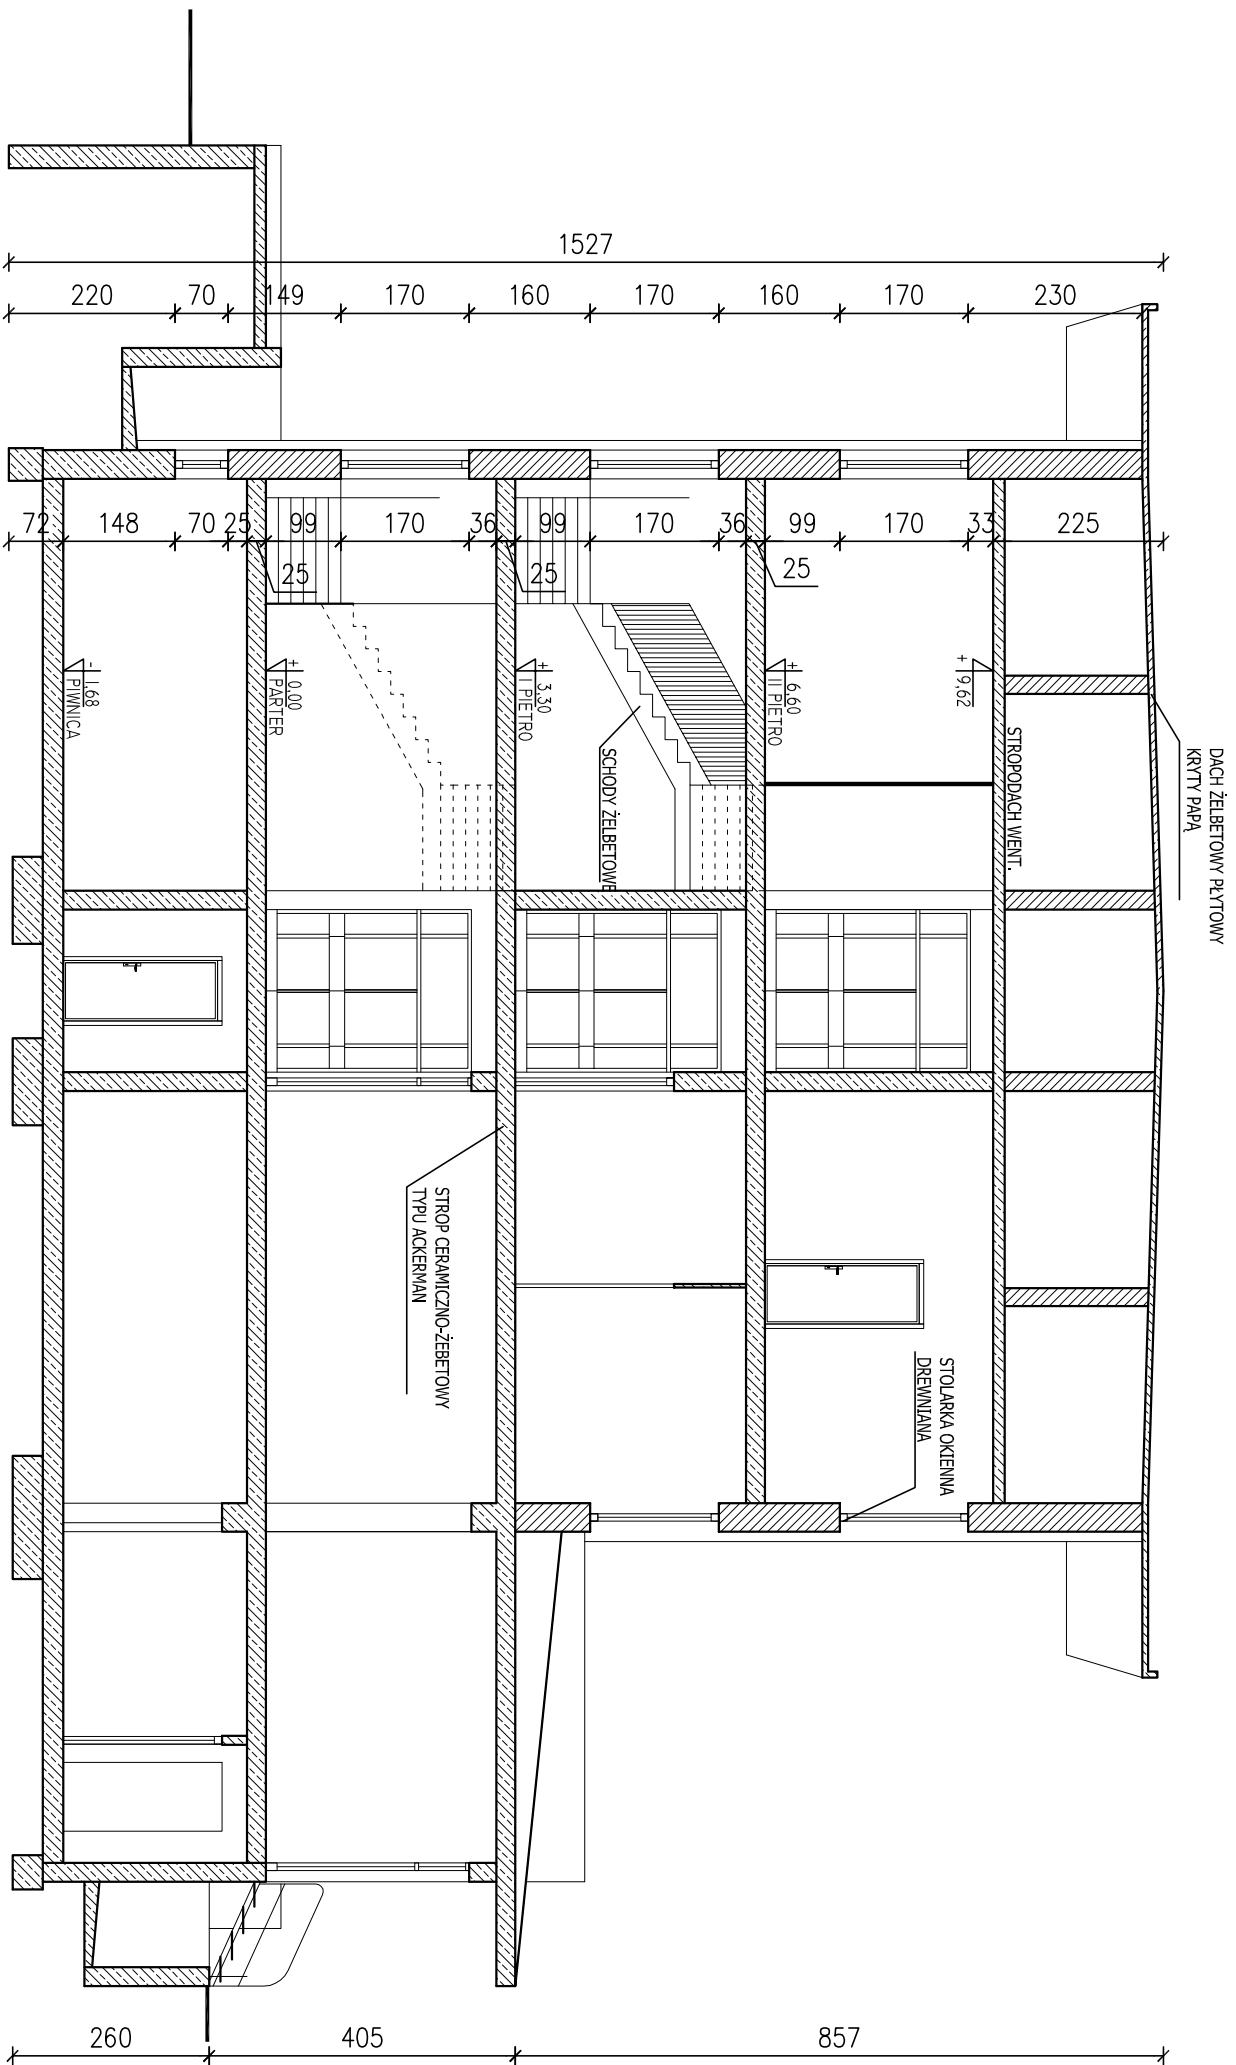 1527
220
70
149
170
160
170
160
170
230
72
148
70
25
99
170
36
99
170
36
99
170
33
225
25
25
25
- 1,68
PIWNICA
+ 0,00
PARTER
+ 3,30
I PIETRO
+ 6,60
II PIETRO
+ 9,62
STROPODACH WENT.
DACH ŻELBETOWY PŁYTOWY
KRYTY PAPĄ
SCHODY ŻELBETOWE
STROP CERAMICZNO-ŻEBETOWY
TYPU ACKERMAN
STOLARKA OKIENNA
DREWNIANA
260
405
857